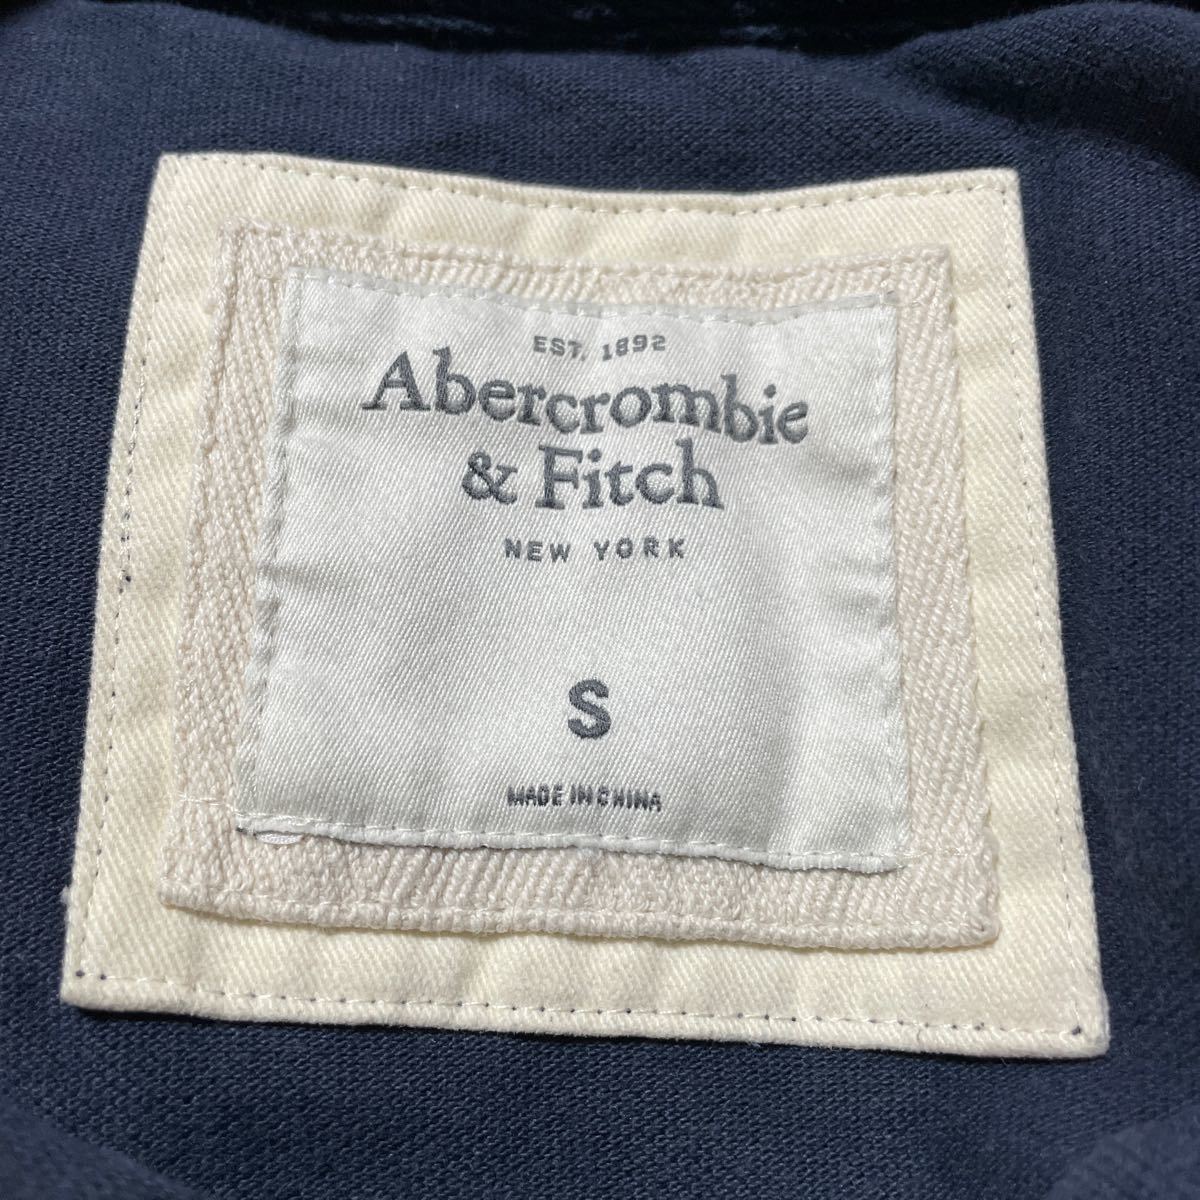 EST. 1892
Abercrombie
& Fitch
NEW YORK
S
MADE IN CHINA